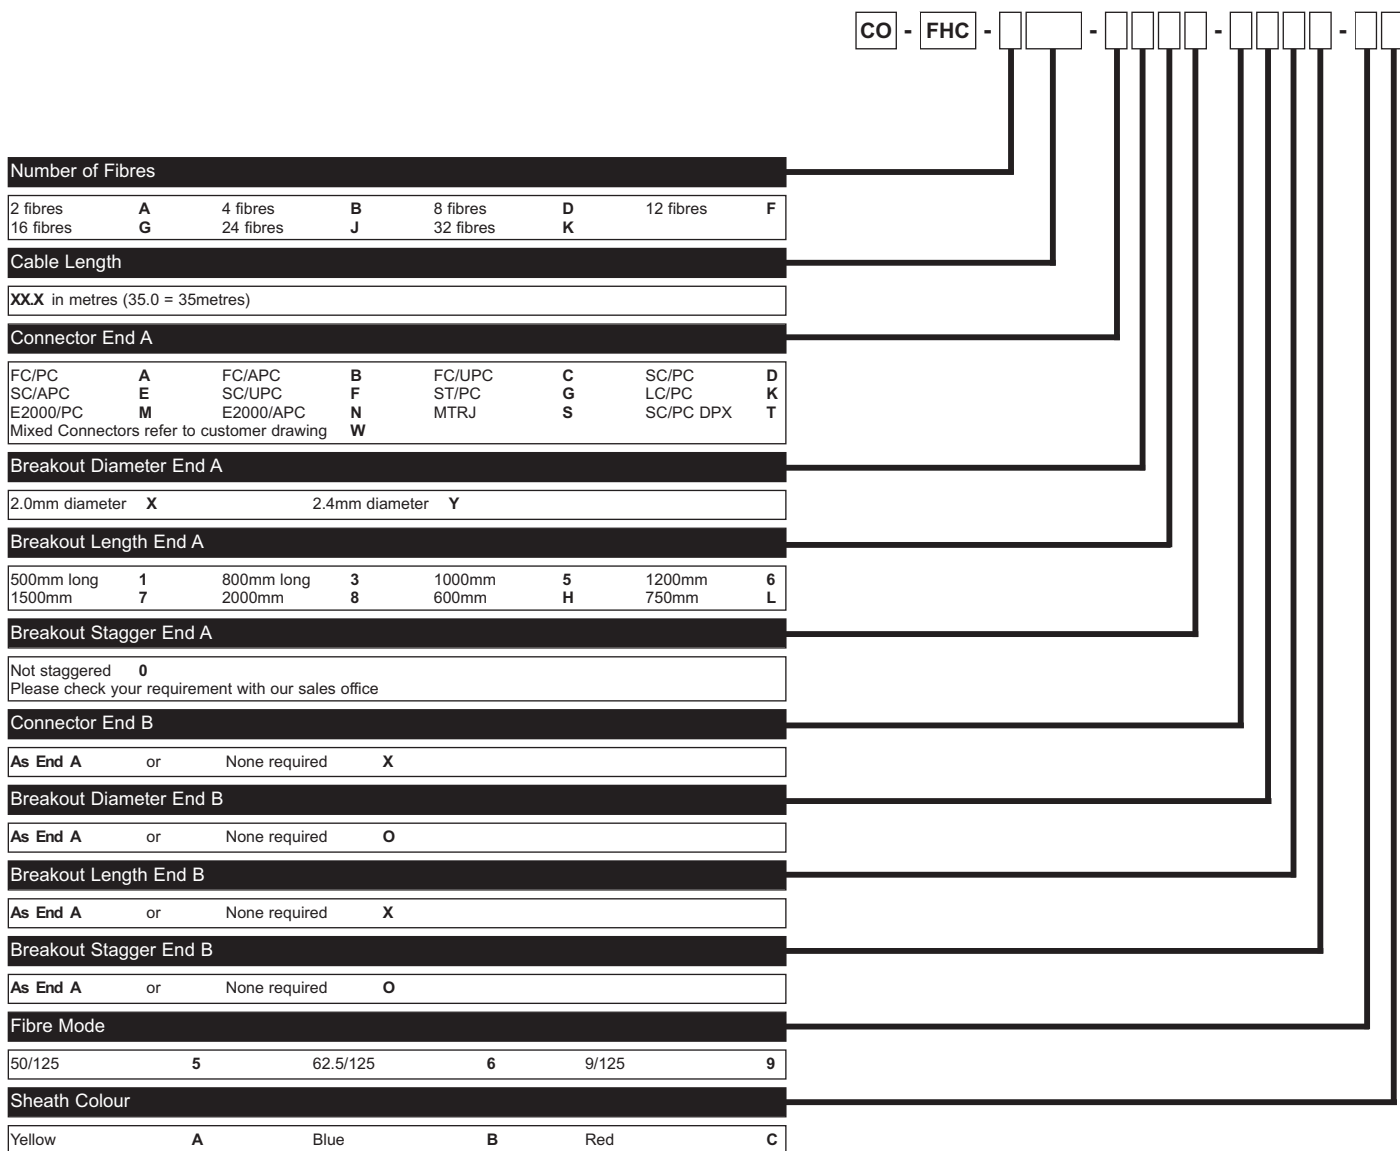 CO - FHC - - - -
Number of Fibres
2 fibres A 4 fibres B 8 fibres D 12 fibres F
16 fibres G 24 fibres J 32 fibres K
Cable Length
XX.X in metres (35.0 = 35metres)
Connector End A
FC/PC A FC/APC B FC/UPC C SC/PC D
SC/APC E SC/UPC F ST/PC G LC/PC K
E2000/PC M E2000/APC N MTRJ S SC/PC DPX T
Mixed Connectors refer to customer drawing W
Breakout Diameter End A
2.0mm diameter X 2.4mm diameter Y
Breakout Length End A
500mm long 1 800mm long 3 1000mm 5 1200mm 6
1500mm 7 2000mm 8 600mm H 750mm L
Breakout Stagger End A
Not staggered 0
Please check your requirement with our sales office
Connector End B
As End A or None required X
Breakout Diameter End B
As End A or None required O
Breakout Length End B
As End A or None required X
Breakout Stagger End B
As End A or None required O
Fibre Mode
50/125 5 62.5/125 6 9/125 9
Sheath Colour
Yellow A Blue B Red C